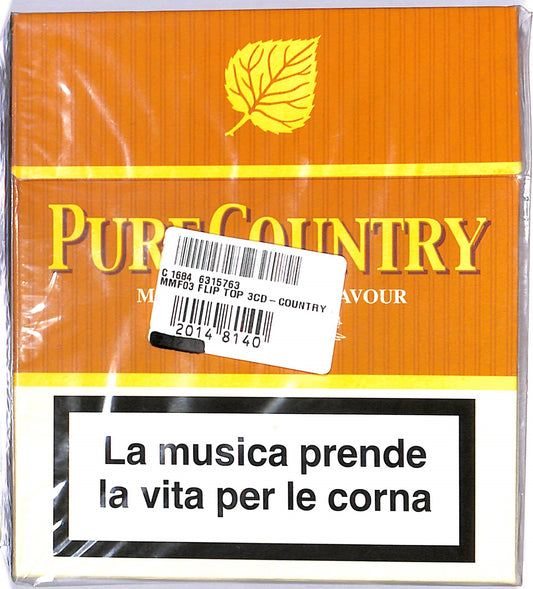 PURE COUNTRY
C 1684 6315763
MMF03 FLIP TOP 3CD-COUNTRY
2014 8140
La musica prende
la vita per le corna